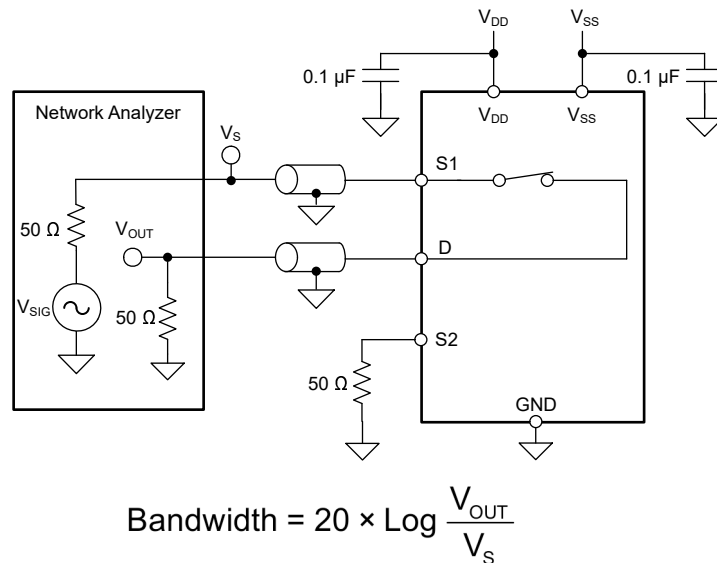 V_DD V_SS
0.1 µF 0.1 µF
Network Analyzer
V_DD V_SS
V_S
S1
50 Ω
V_OUT
D
V_SIG
50 Ω
S2
50 Ω
GND
Bandwidth = 20 × Log V_OUT / V_S